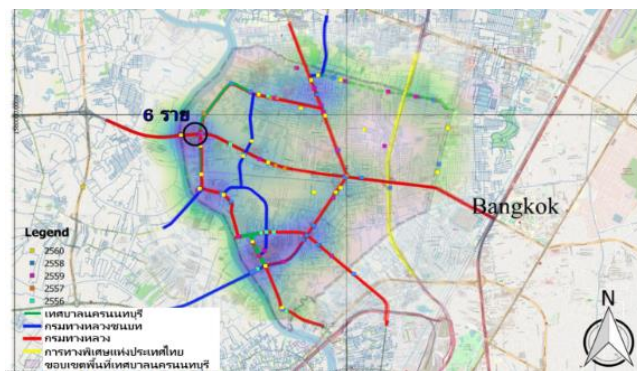 6 ราย
Bangkok
Legend
2560
2558
2559
2557
2556
เทศบาลนครนนทบุรี
กรมทางหลวงชนบท
กรมทางหลวง
การทางพิเศษแห่งประเทศไทย
ขอบเขตพื้นที่เทศบาลนครนนทบุรี
N